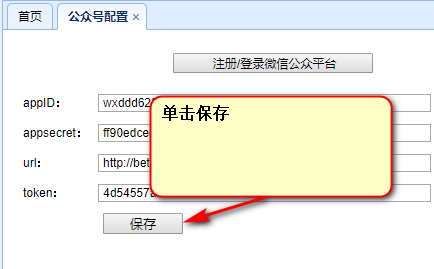 首页 公众号配置 ×
注册/登录微信公众平台
appID： wxddd62
单击保存
appsecret： ff90edce
url： http://bet
token： 4d54557a
保存